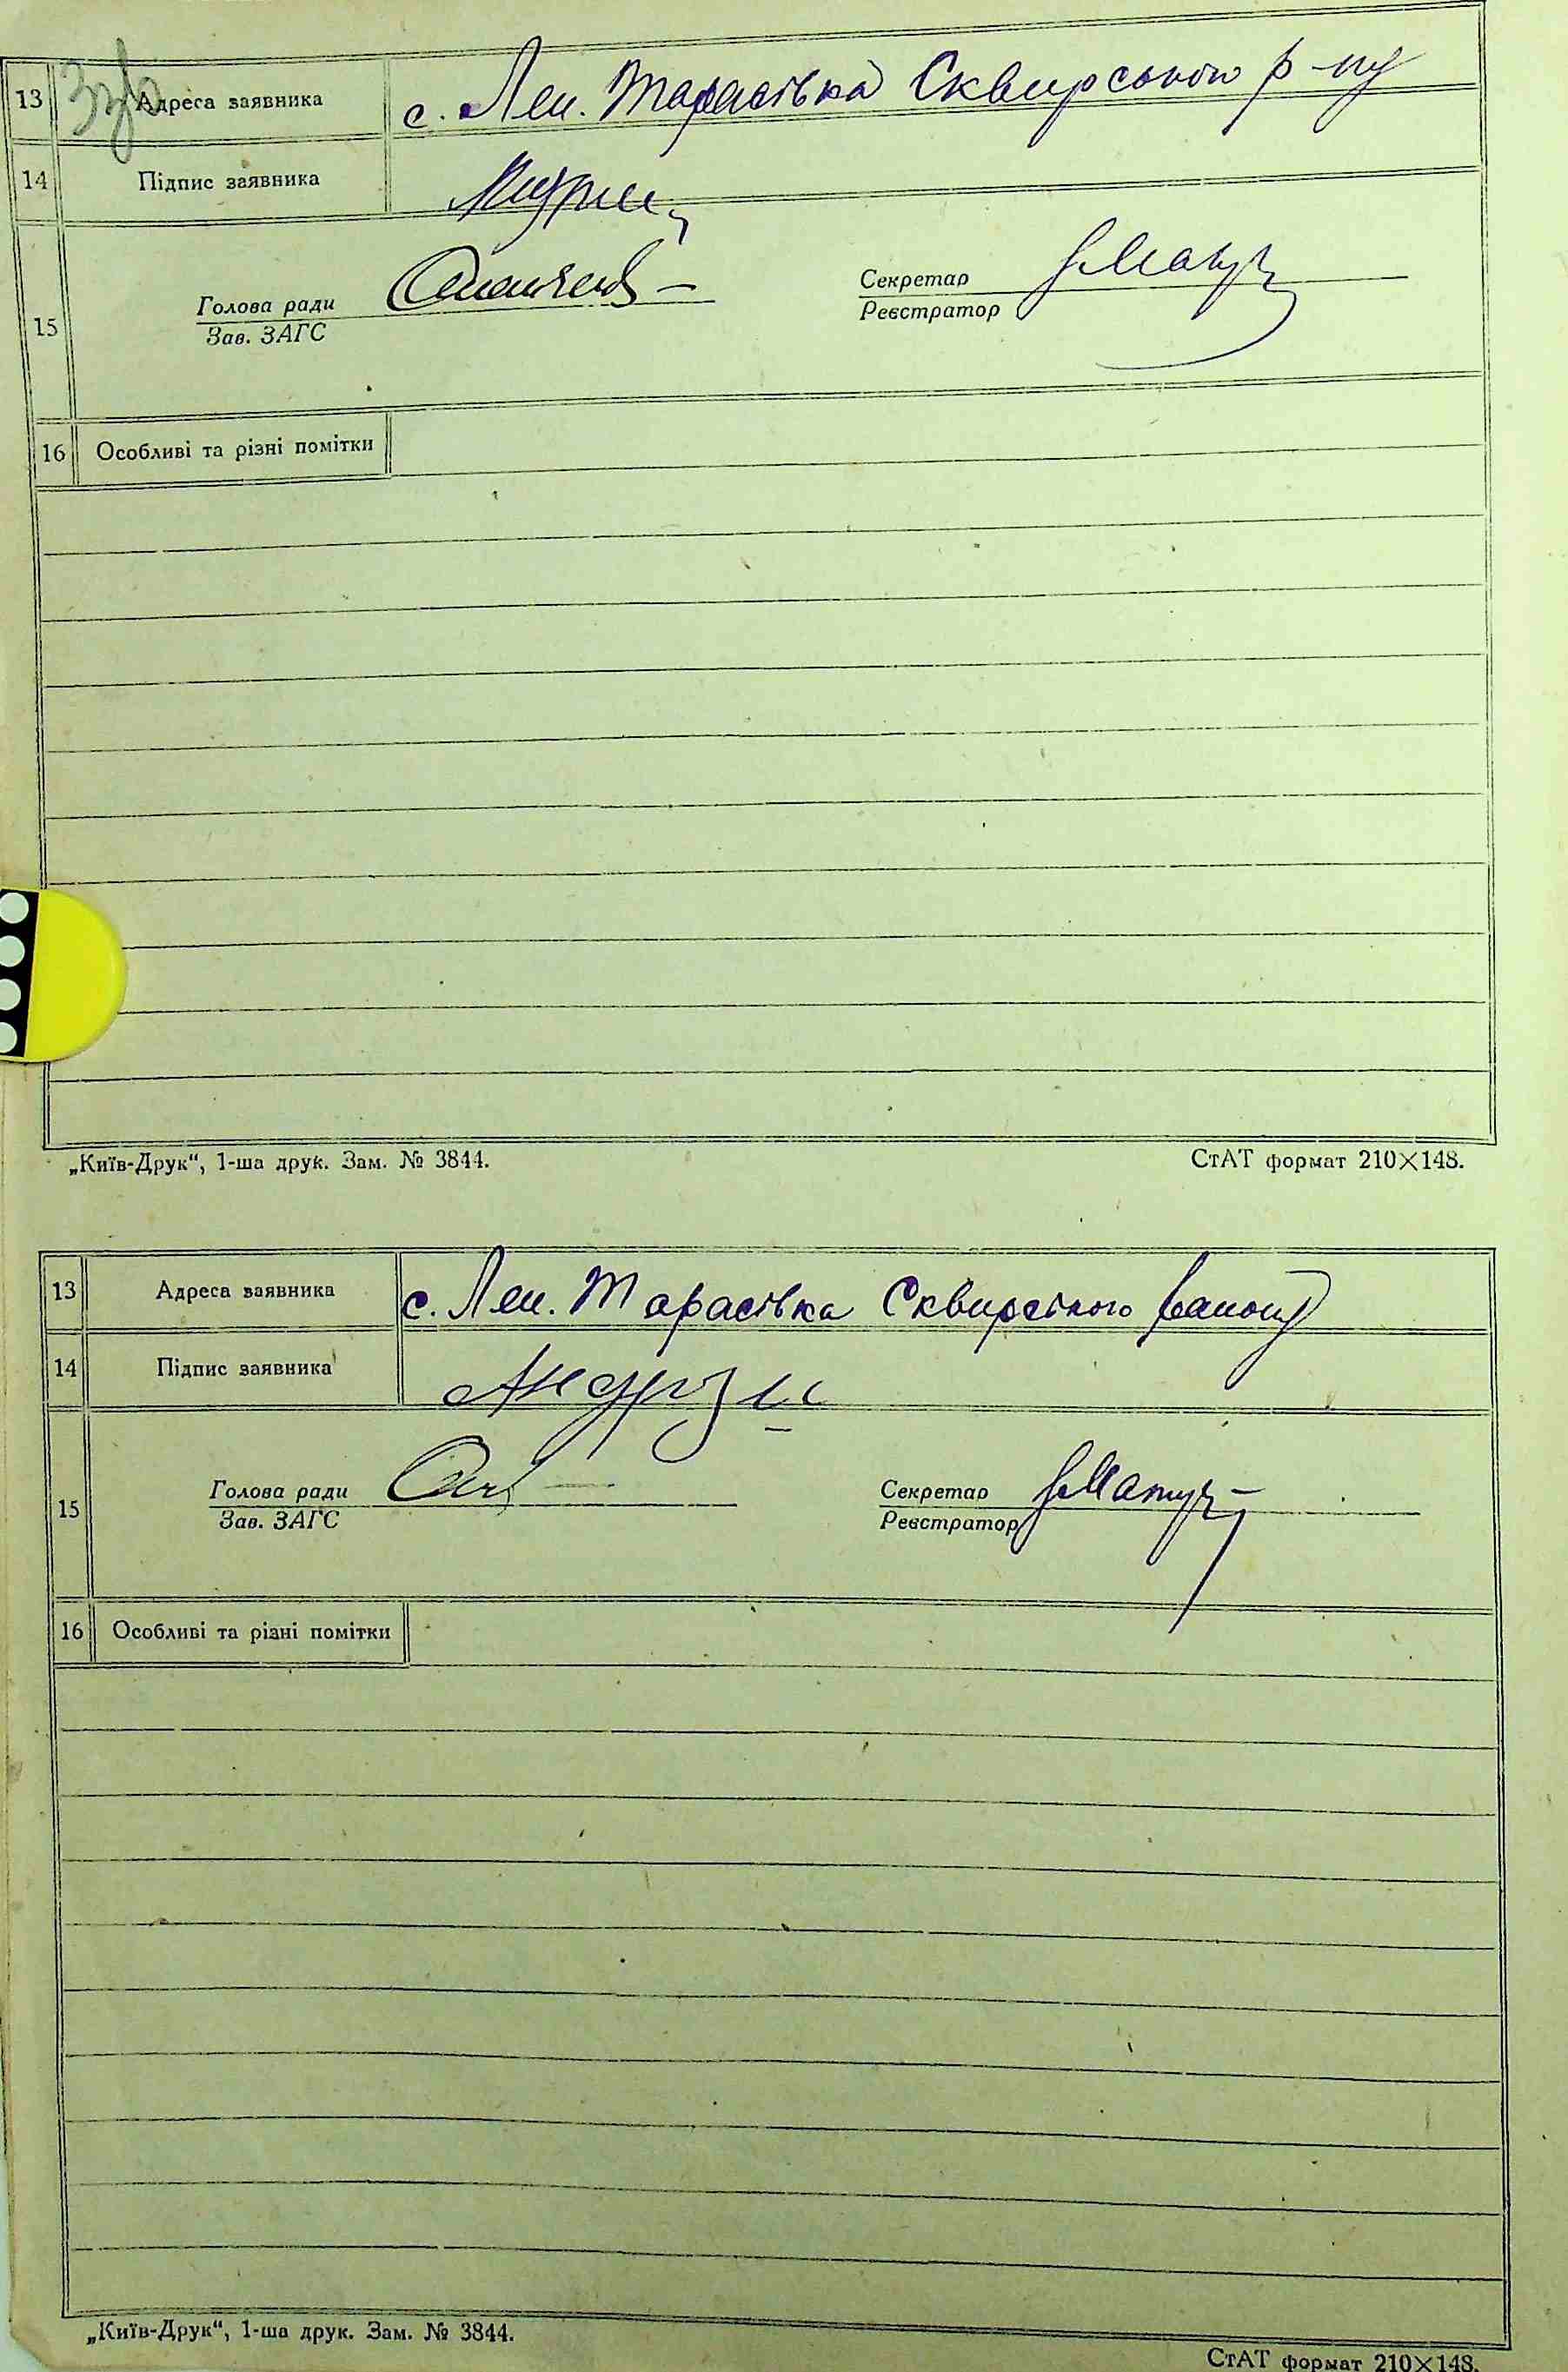 13 Адреса заявника с. Лен. Тарасівка Сквирського р-ну
14 Підпис заявника
15 Голова ради Секретар
Зав. ЗАГС Реєстратор
16 Особливі та різні помітки
„Київ-Друк“, 1-ша друк. Зам. № 3844. СтАТ формат 210×148.
13 Адреса заявника с. Лен. Тарасівка Сквирського району
14 Підпис заявника
15 Голова ради Секретар
Зав. ЗАГС Реєстратор
16 Особливі та різні помітки
„Київ-Друк“, 1-ша друк. Зам. № 3844.
СтАТ формат 210×148.